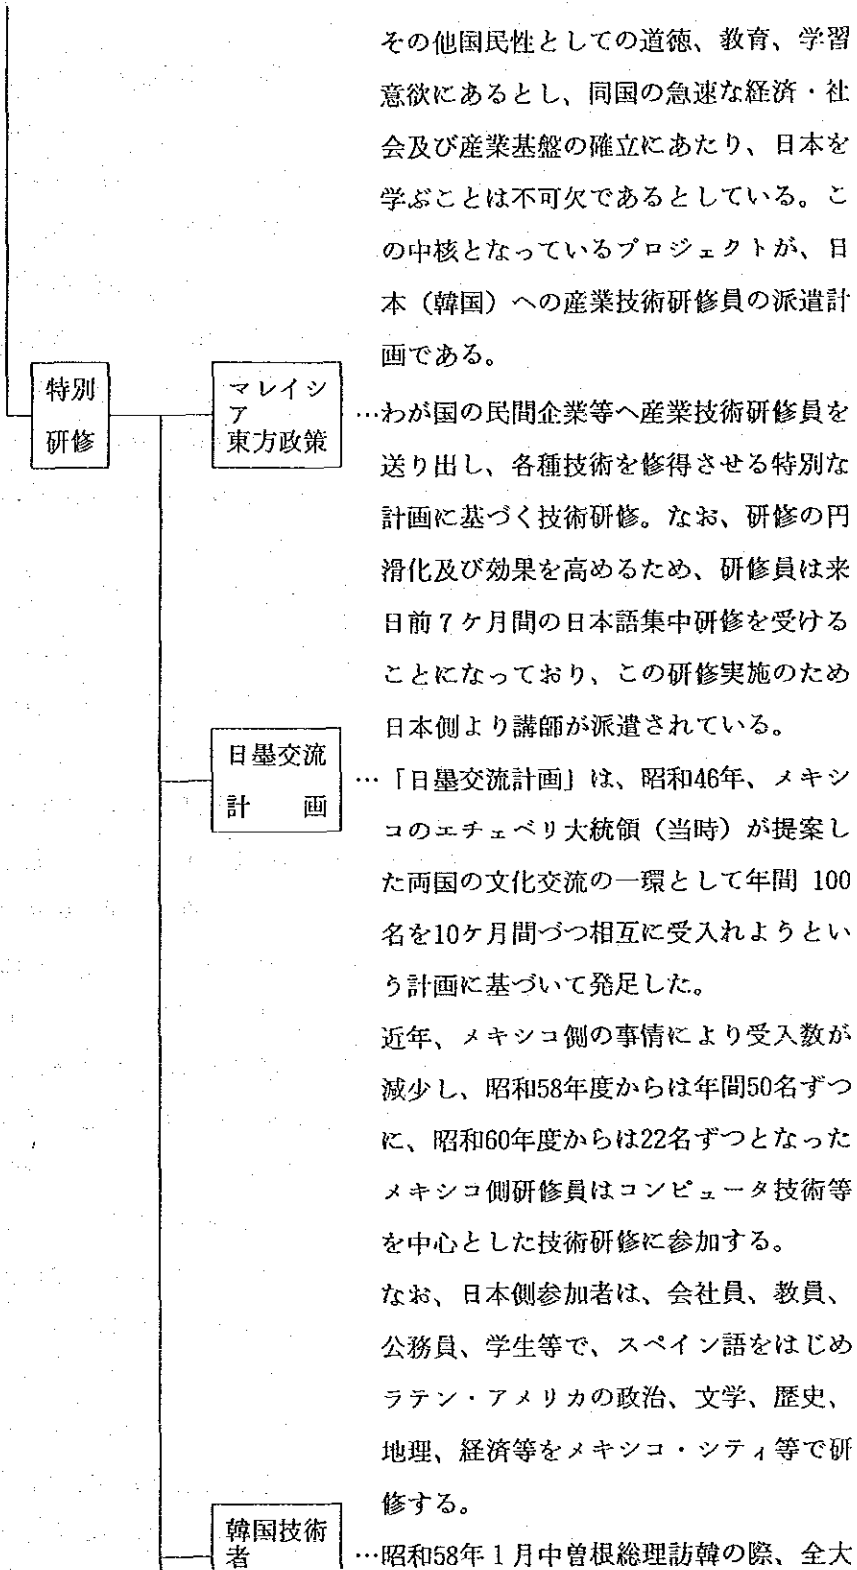 その他国民性としての道徳、教育、学習
意欲にあるとし、同国の急速な経済・社
会及び産業基盤の確立にあたり、日本を
学ぶことは不可欠であるとしている。こ
の中核となっているプロジェクトが、日
本（韓国）への産業技術研修員の派遣計
画である。
特別
研修
マレイシ
ア
東方政策
…わが国の民間企業等へ産業技術研修員を
送り出し、各種技術を修得させる特別な
計画に基づく技術研修。なお、研修の円
滑化及び効果を高めるため、研修員は来
日前7ケ月間の日本語集中研修を受ける
ことになっており、この研修実施のため
日本側より講師が派遣されている。
日墨交流
計　画
…「日墨交流計画」は、昭和46年、メキシ
コのエチェベリ大統領（当時）が提案し
た両国の文化交流の一環として年間 100
名を10ケ月間づつ相互に受入れようとい
う計画に基づいて発足した。
近年、メキシコ側の事情により受入数が
減少し、昭和58年度からは年間50名ずつ
に、昭和60年度からは22名ずつとなった
メキシコ側研修員はコンピュータ技術等
を中心とした技術研修に参加する。
なお、日本側参加者は、会社員、教員、
公務員、学生等で、スペイン語をはじめ
ラテン・アメリカの政治、文学、歴史、
地理、経済等をメキシコ・シティ等で研
修する。
韓国技術
者
…昭和58年1月中曽根総理訪韓の際、全大